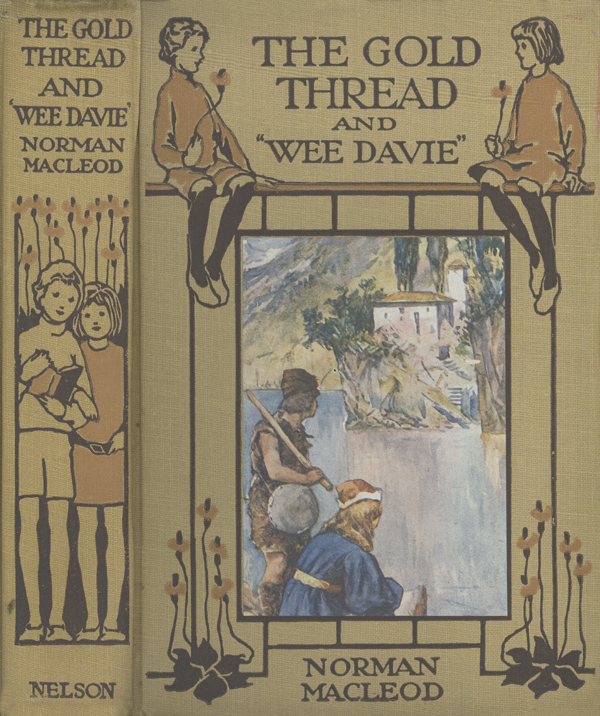 THE GOLD
THREAD
AND
'WEE DAVIE'
NORMAN
MACLEOD
NELSON
THE GOLD
THREAD
AND
"WEE DAVIE"
NORMAN
MACLEOD